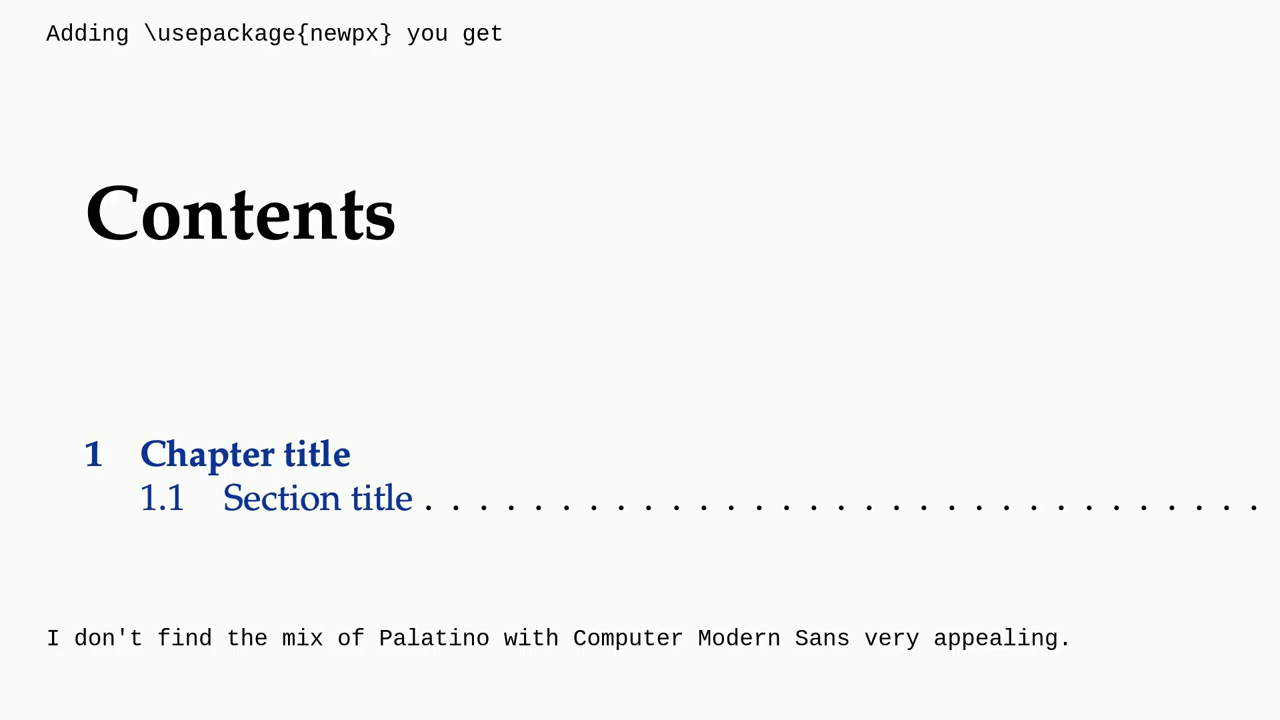 Adding \usepackage{newpx} you get
Contents
1 Chapter title
1.1 Section title . . . . . . . . . . . . . . . . . . . . . . . . . . . . . . .
I don't find the mix of Palatino with Computer Modern Sans very appealing.